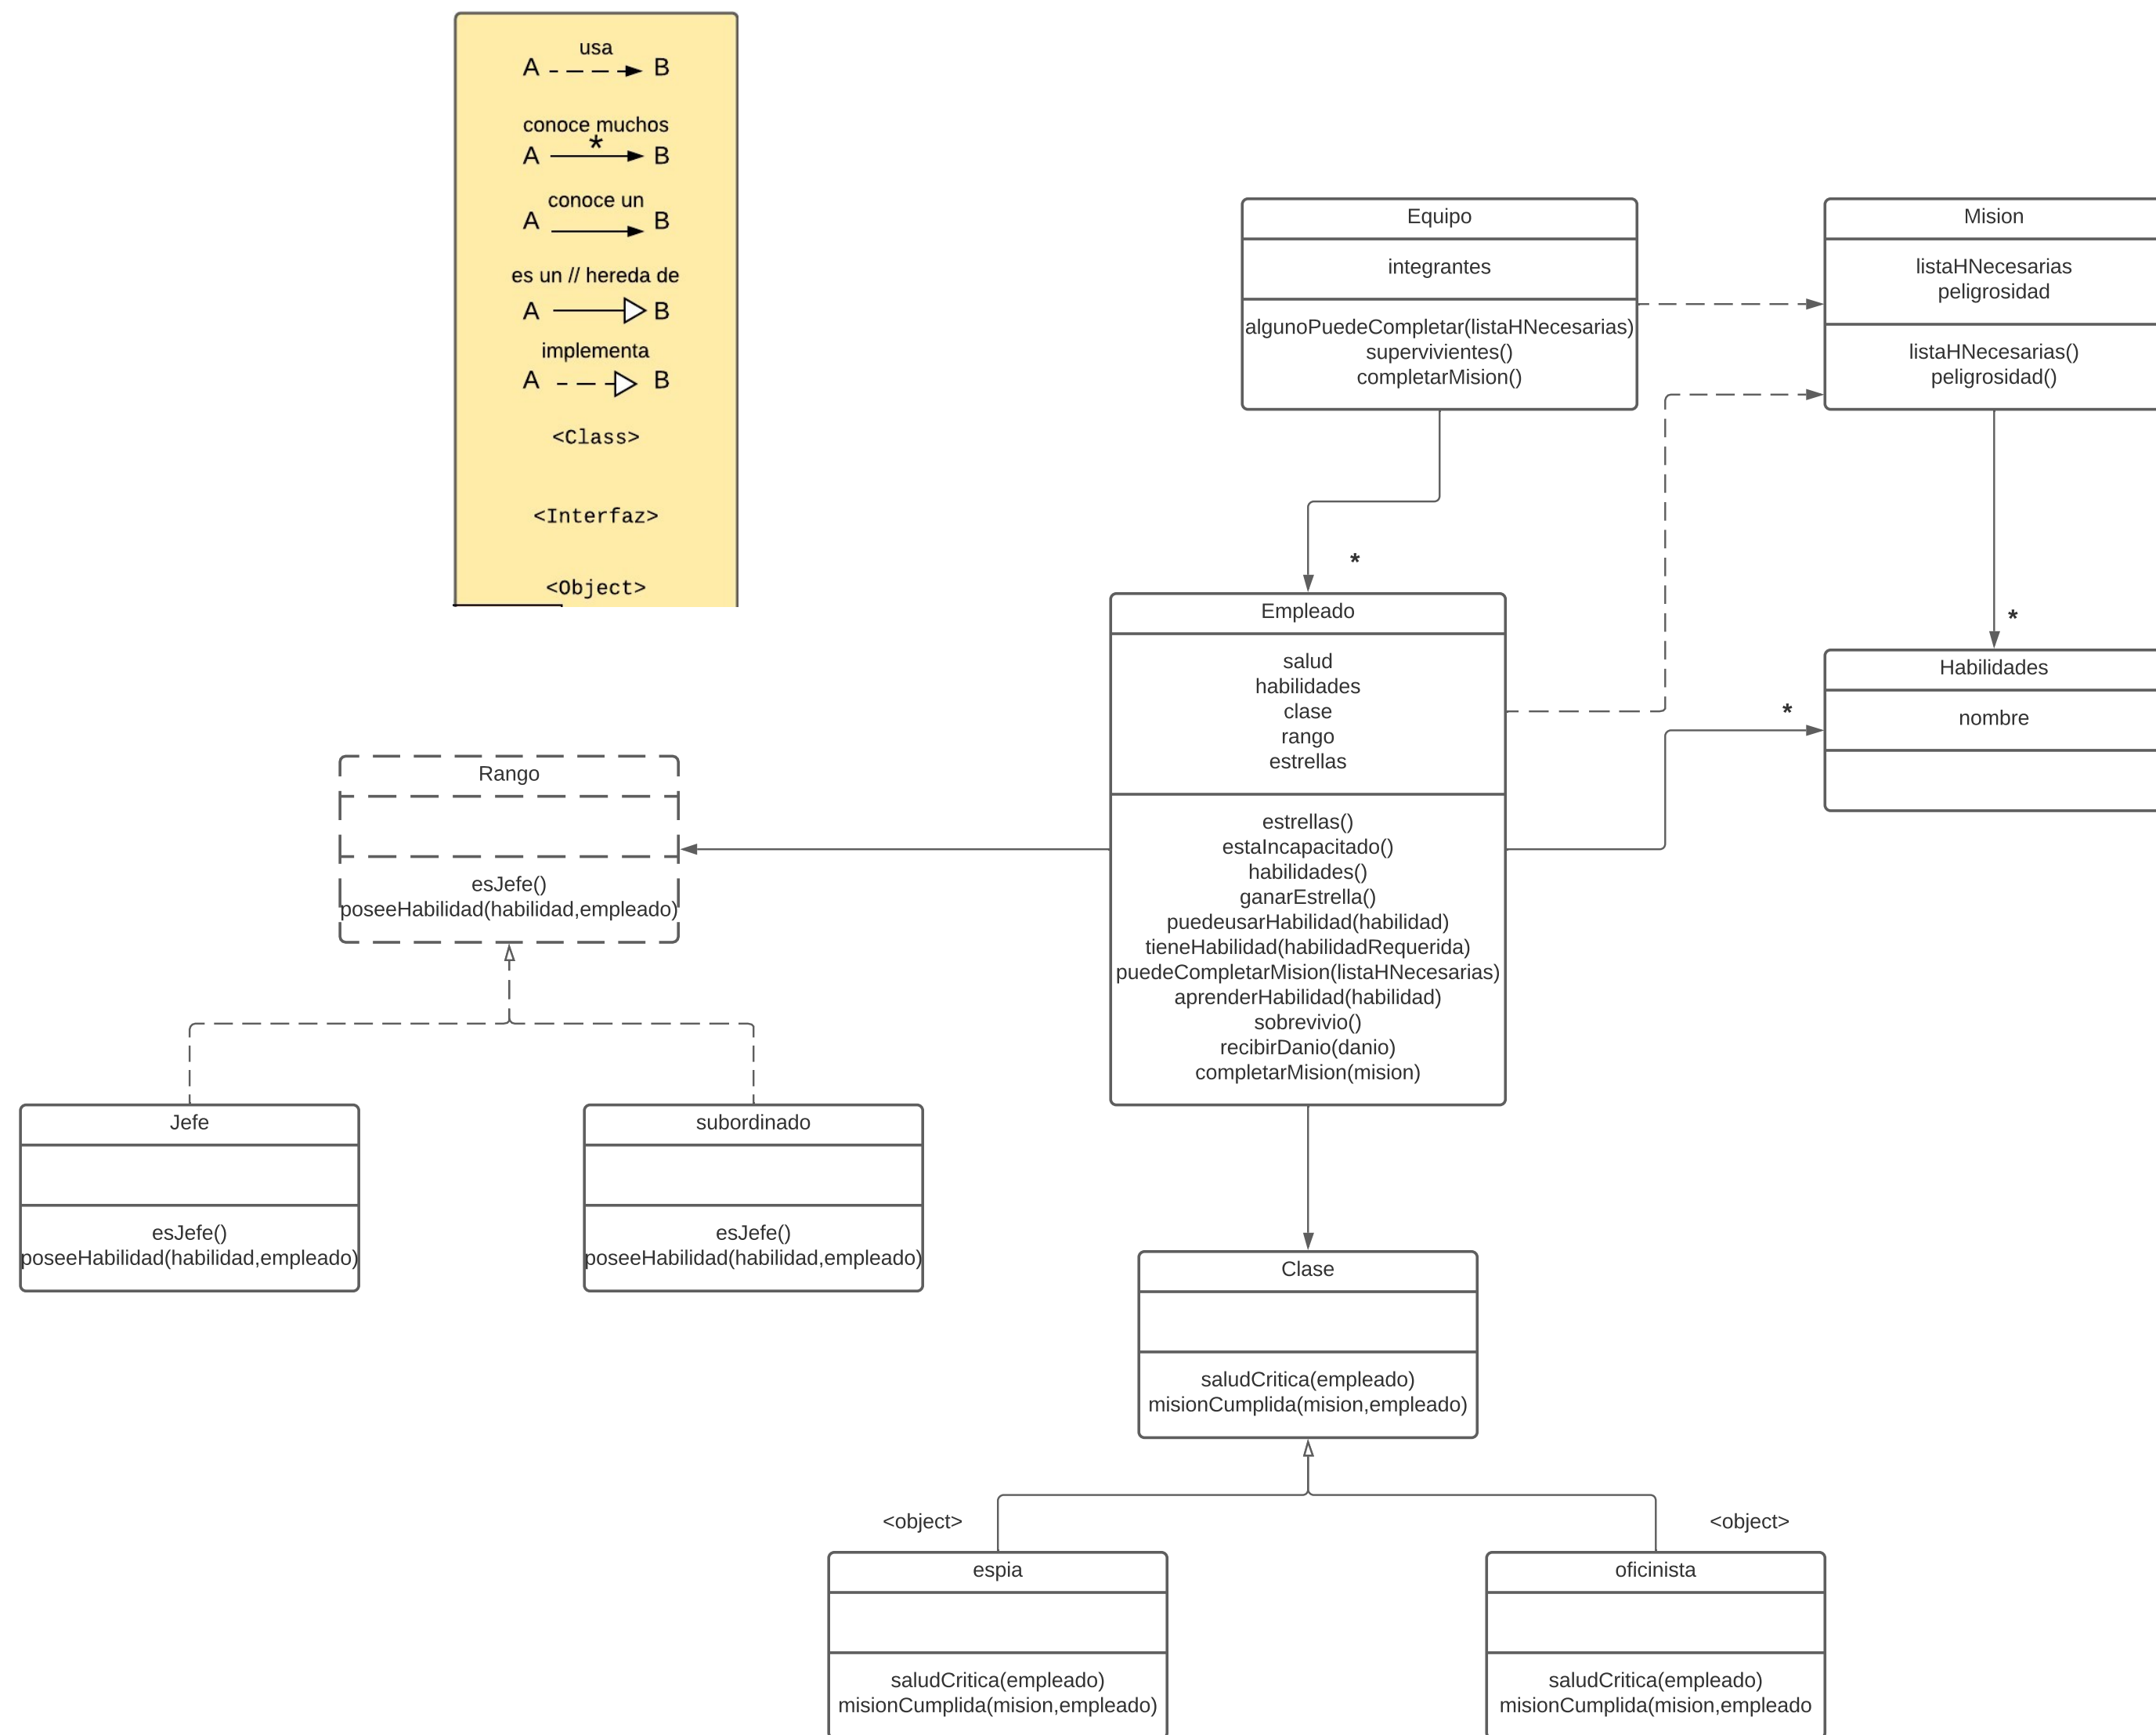 usa
A B
conoce muchos
*
A B
conoce un
A B
es un // hereda de
A B
implementa
A B
<Class>
<Interfaz>
<Object>
Equipo
integrantes
algunoPuedeCompletar(listaHNecesarias)
supervivientes()
completarMision()
Mision
listaHNecesarias
peligrosidad
listaHNecesarias()
peligrosidad()
*
*
*
Empleado
salud
habilidades
clase
rango
estrellas
estrellas()
estaIncapacitado()
habilidades()
ganarEstrella()
puedeusarHabilidad(habilidad)
tieneHabilidad(habilidadRequerida)
puedeCompletarMision(listaHNecesarias)
aprenderHabilidad(habilidad)
sobrevivio()
recibirDanio(danio)
completarMision(mision)
Habilidades
nombre
Rango
esJefe()
poseeHabilidad(habilidad,empleado)
Jefe
esJefe()
poseeHabilidad(habilidad,empleado)
subordinado
esJefe()
poseeHabilidad(habilidad,empleado)
Clase
saludCritica(empleado)
misionCumplida(mision,empleado)
<object>
espia
saludCritica(empleado)
misionCumplida(mision,empleado)
<object>
oficinista
saludCritica(empleado)
misionCumplida(mision,empleado